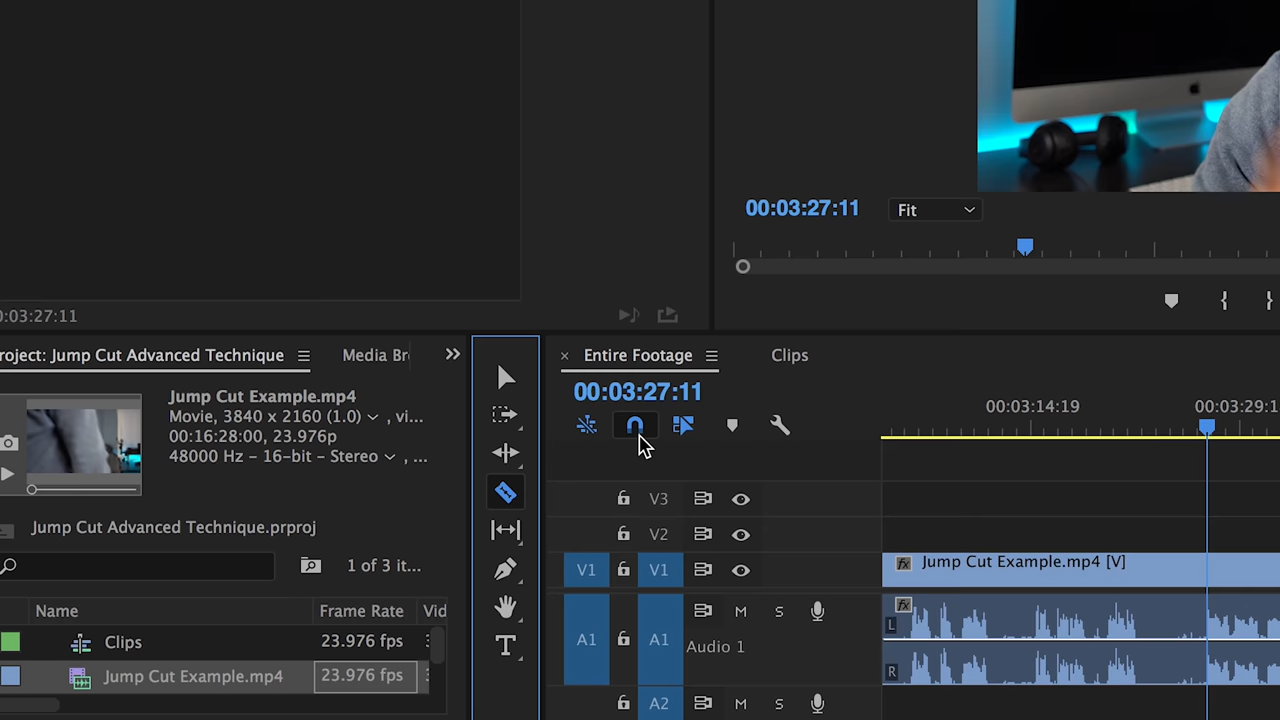 00:03:27:11
Fit
0:03:27:11
roject: Jump Cut Advanced Technique
Media Br
Entire Footage
Clips
Jump Cut Example.mp4
Movie, 3840 x 2160 (1.0) , vi...
00:16:28:00, 23.976p
48000 Hz - 16-bit - Stereo , ...
00:03:27:11
00:03:14:19
00:03:29:1
Jump Cut Advanced Technique.prproj
1 of 3 it...
Name
Frame Rate
Vid
Clips
23.976 fps
Jump Cut Example.mp4
23.976 fps
T
V3
V2
V1
V1
fx
Jump Cut Example.mp4 [V]
A1
A1
M
S
Audio 1
fx
L
R
A2
M
S